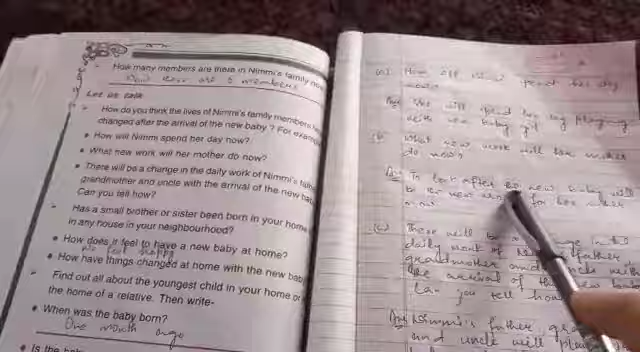 How many members are there in Nimmi's family now
there are 5 members
Let us talk
How do you think the lives of Nimmi's family members have
changed after the arrival of the new baby ? For example
How will Nimmi spend her day now?
What new work will her mother do now?
There will be a change in the daily work of Nimmi's father,
grandmother and uncle with the arrival of the new baby
Can you tell how?
Has a small brother or sister been born in your home
in any house in your neighbourhood?
How does it feel to have a new baby at home?
feel happy
How have things changed at home with the new baby
Find out all about the youngest child in your home or
the home of a relative. Then write-
When was the baby born?
One month ago
Is the baby
How will Nimmi spend her day
now?
Ans She will spend her day playing
with new baby
(b) What new work will her mother
do now?
Ans To look after new baby will
be new for her
now
(c) There will be a change in the
daily work of Nimmi's father
grandmother and uncle with
the arrival of the new baby
Can you tell how
Ans Nimmi's father,
and uncle will play